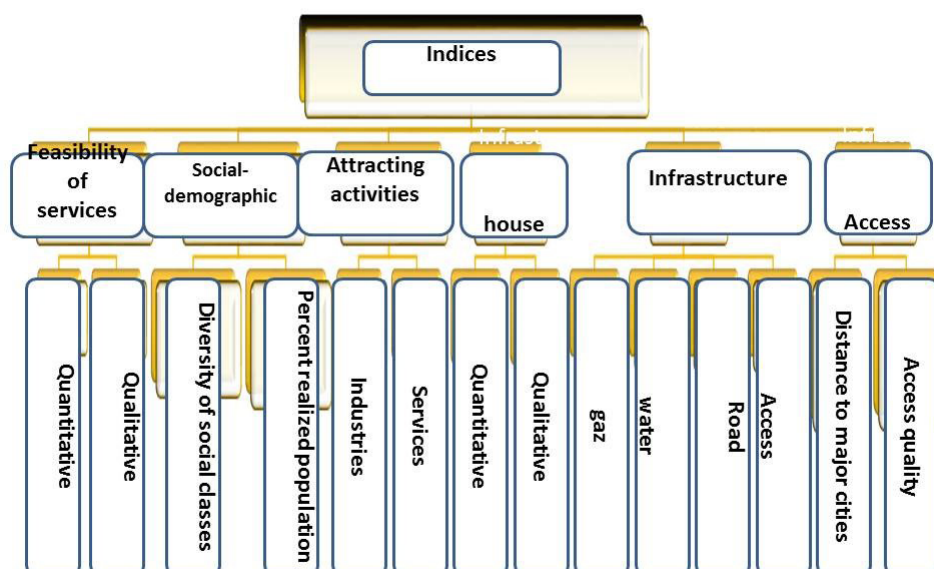 Indices
Feasibility
of
services
Social-
demographic
Attracting
activities
Infrast
house
Infrastructure
Access
Quantitative
Qualitative
Diversity of social classes
Percent realized population
Industries
Services
Quantitative
Qualitative
gaz
water
Road
Access
Distance to major cities
Access quality